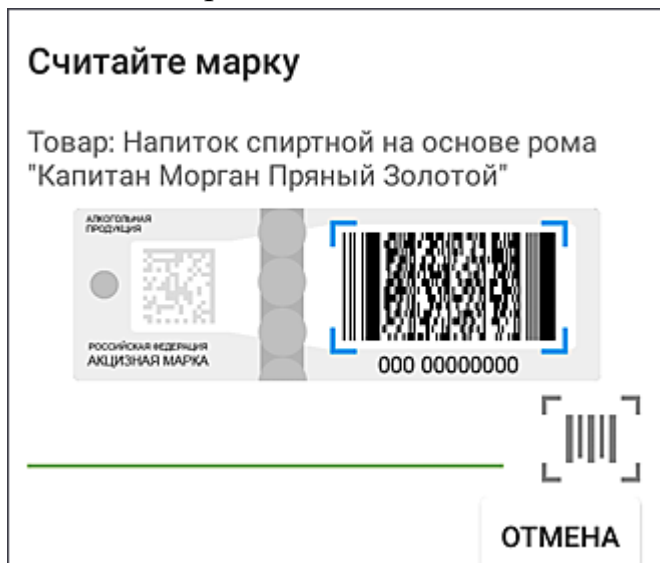 Считайте марку
Товар: Напиток спиртной на основе рома
"Капитан Морган Пряный Золотой"
АЛКОГОЛЬНАЯ
ПРОДУКЦИЯ
РОССИЙСКАЯ ФЕДЕРАЦИЯ
АКЦИЗНАЯ МАРКА
000 00000000
ОТМЕНА